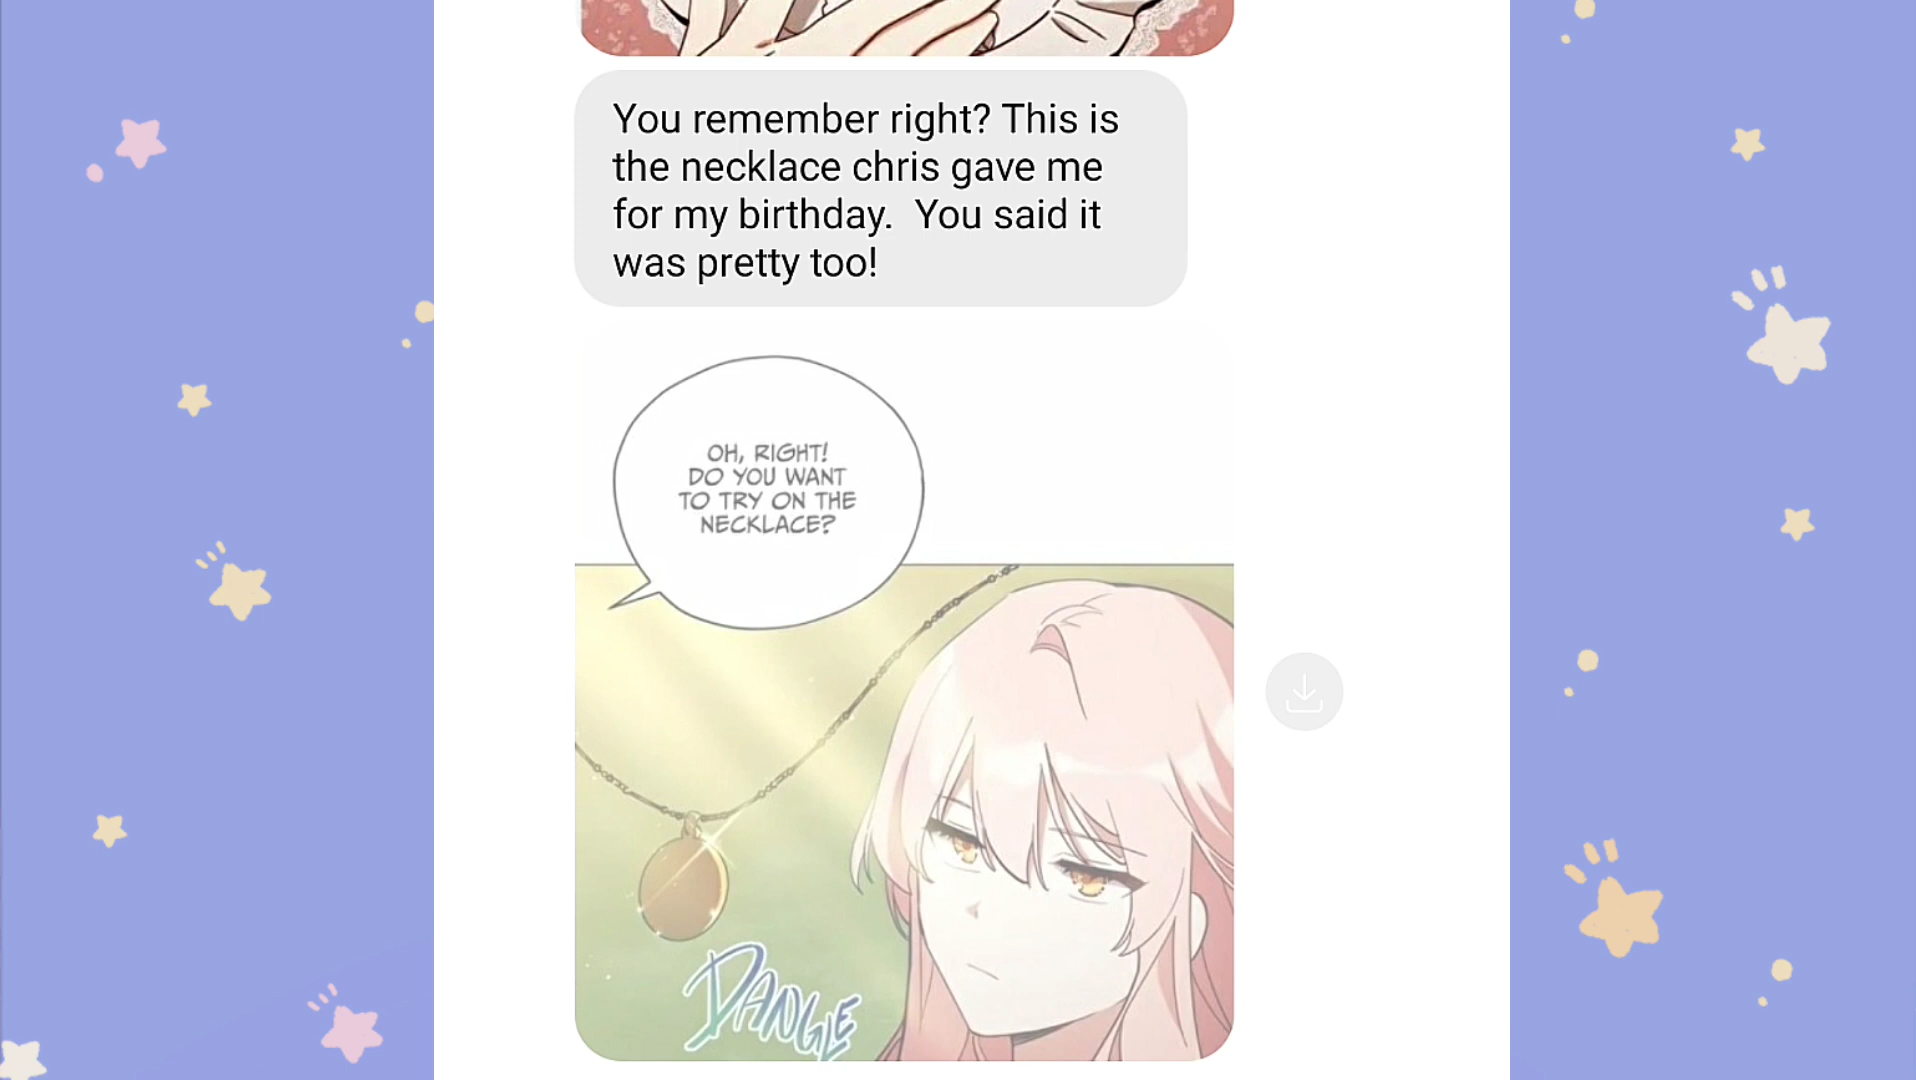 You remember right? This is
the necklace chris gave me
for my birthday.  You said it
was pretty too!
OH, RIGHT!
DO YOU WANT
TO TRY ON THE
NECKLACE?
DANGLE